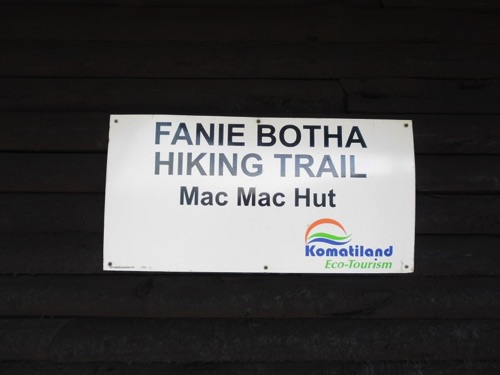 FANIE BOTHA
HIKING TRAIL
Mac Mac Hut
Komatiland
Eco-Tourism